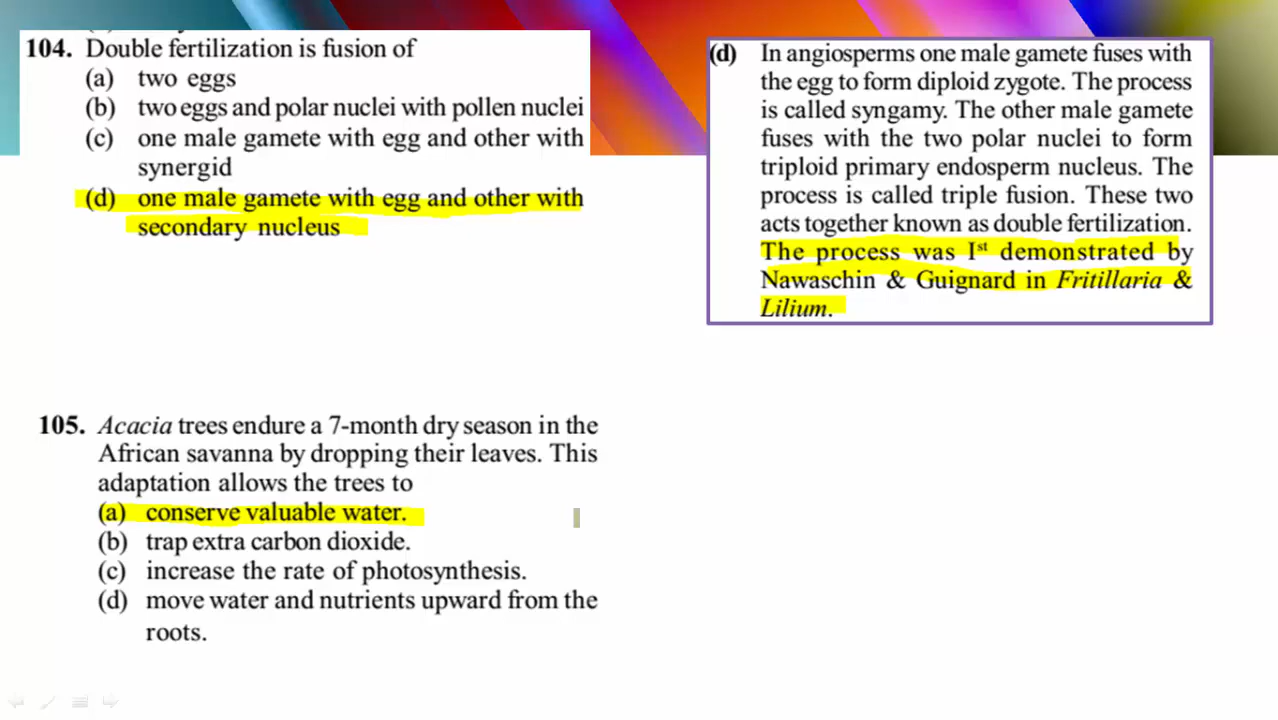 104. Double fertilization is fusion of
(a) two eggs
(b) two eggs and polar nuclei with pollen nuclei
(c) one male gamete with egg and other with
synergid
(d) one male gamete with egg and other with
secondary nucleus
(d) In angiosperms one male gamete fuses with
the egg to form diploid zygote. The process
is called syngamy. The other male gamete
fuses with the two polar nuclei to form
triploid primary endosperm nucleus. The
process is called triple fusion. These two
acts together known as double fertilization.
The process was Ist demonstrated by
Nawaschin & Guignard in Fritillaria &
Lilium.
105. Acacia trees endure a 7-month dry season in the
African savanna by dropping their leaves. This
adaptation allows the trees to
(a) conserve valuable water.
(b) trap extra carbon dioxide.
(c) increase the rate of photosynthesis.
(d) move water and nutrients upward from the
roots.